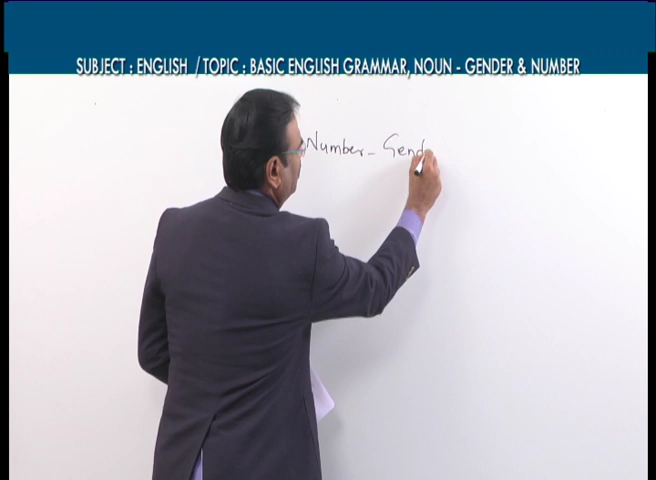 SUBJECT : ENGLISH / TOPIC : BASIC ENGLISH GRAMMAR, NOUN - GENDER & NUMBER
Number - Gend